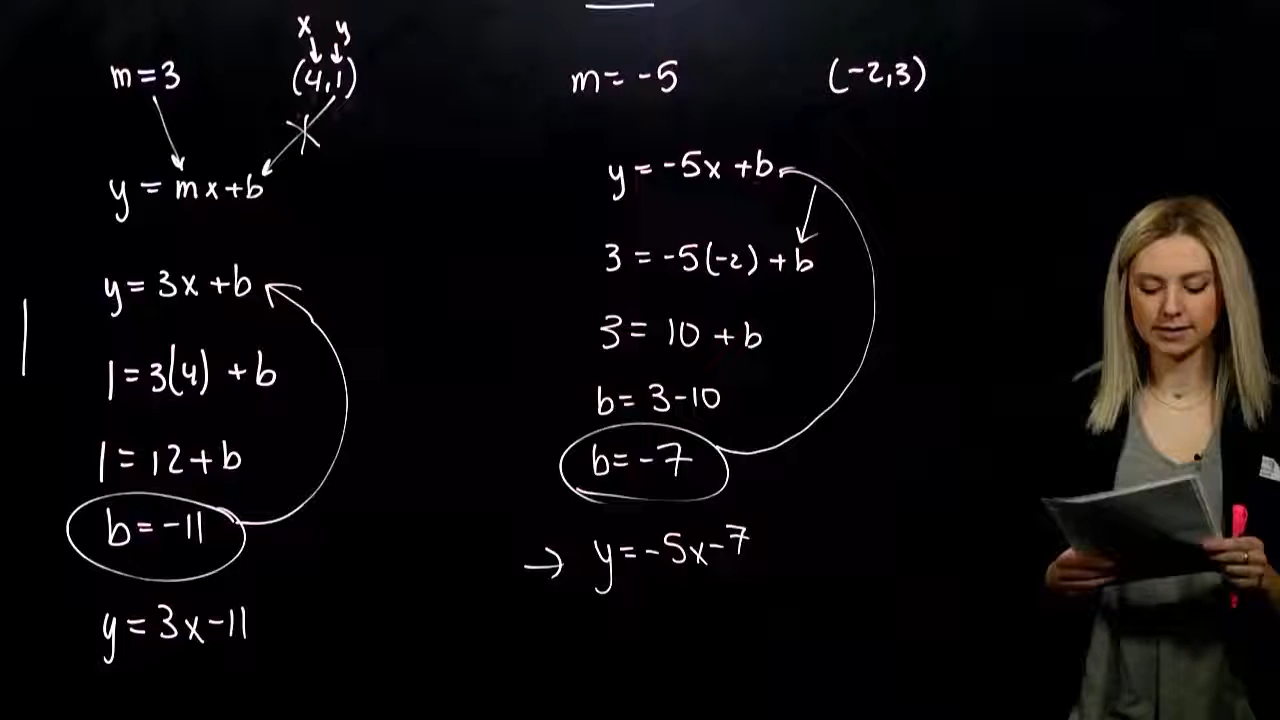 x y
m=3 (4,1)
y = mx+b
y = 3x +b
1 = 3(4) + b
1 = 12+b
b = -11
y = 3x-11
m= -5 (-2,3)
y = -5x +b
3 = -5(-2) + b
3 = 10 + b
b= 3-10
b= -7
→ y=-5x-7